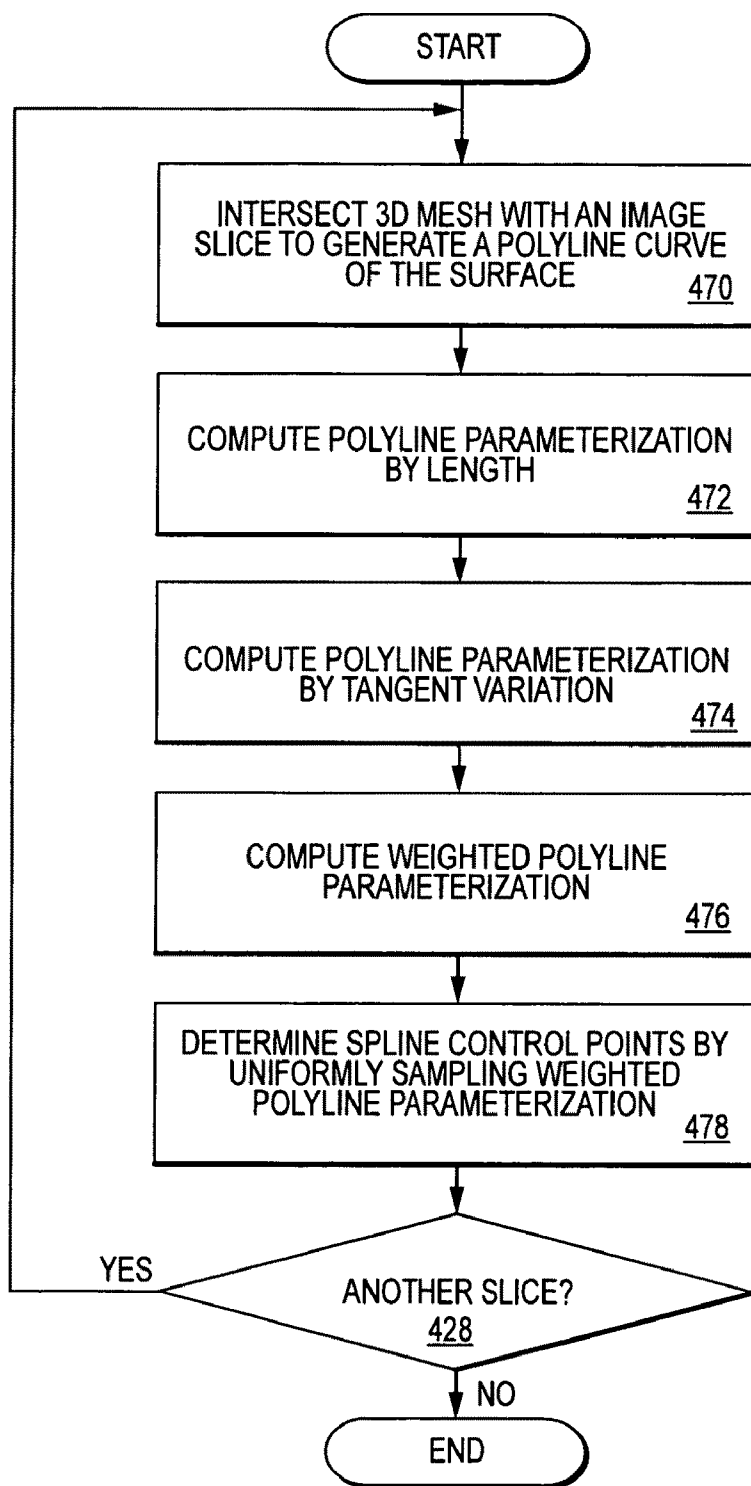 START
INTERSECT 3D MESH WITH AN IMAGE
SLICE TO GENERATE A POLYLINE CURVE
OF THE SURFACE
470
COMPUTE POLYLINE PARAMETERIZATION
BY LENGTH
472
COMPUTE POLYLINE PARAMETERIZATION
BY TANGENT VARIATION
474
COMPUTE WEIGHTED POLYLINE
PARAMETERIZATION
476
DETERMINE SPLINE CONTROL POINTS BY
UNIFORMLY SAMPLING WEIGHTED
POLYLINE PARAMETERIZATION
478
YES
ANOTHER SLICE?
428
NO
END